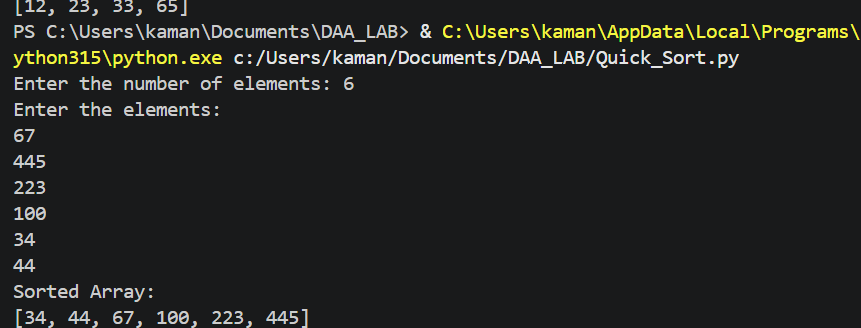 [12, 23, 33, 65]
PS C:\Users\kaman\Documents\DAA_LAB> & C:\Users\kaman\AppData\Local\Programs\
ython315\python.exe c:/Users/kaman/Documents/DAA_LAB/Quick_Sort.py
Enter the number of elements: 6
Enter the elements:
67
445
223
100
34
44
Sorted Array:
[34, 44, 67, 100, 223, 445]